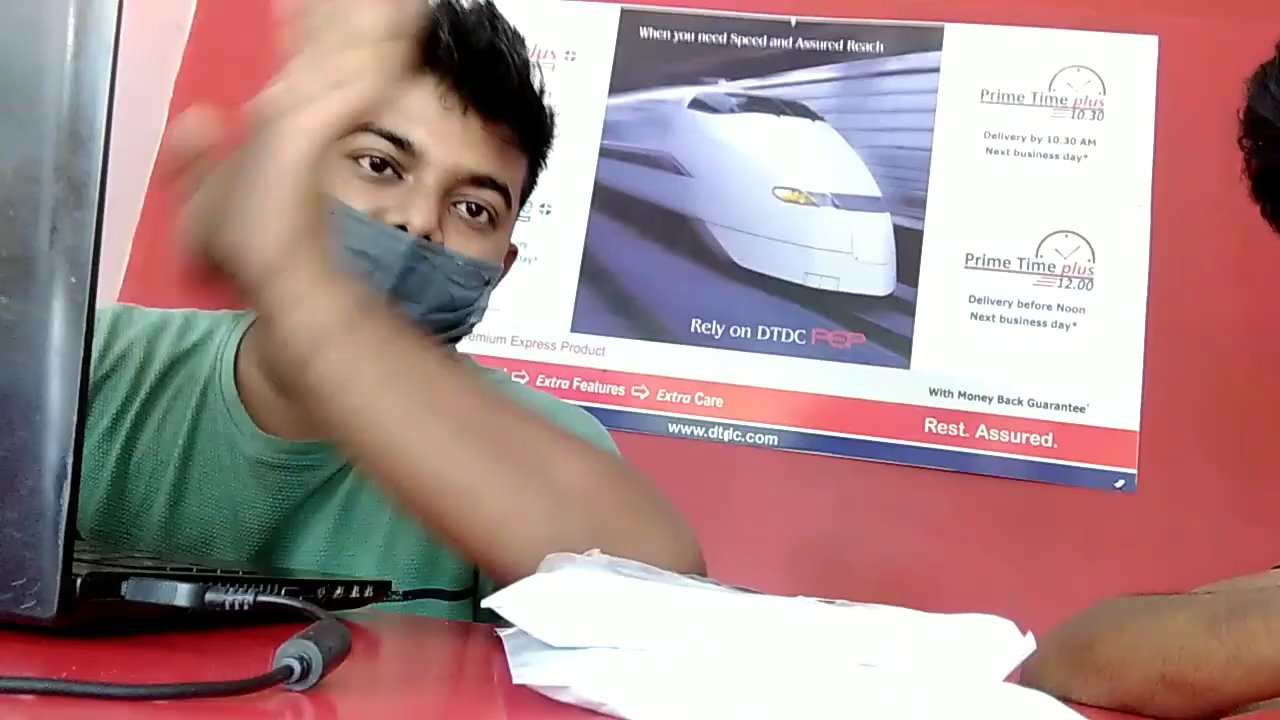 When you need Speed and Assured Reach
plus
Prime Time plus
10.30
Delivery by 10.30 AM
Next business day*
Prime Time plus
12.00
Delivery before Noon
Next business day*
Rely on DTDC PEP
Express Product
Extra Features ⇨ Extra Care
With Money Back Guarantee*
www.dtdc.com
Rest. Assured.